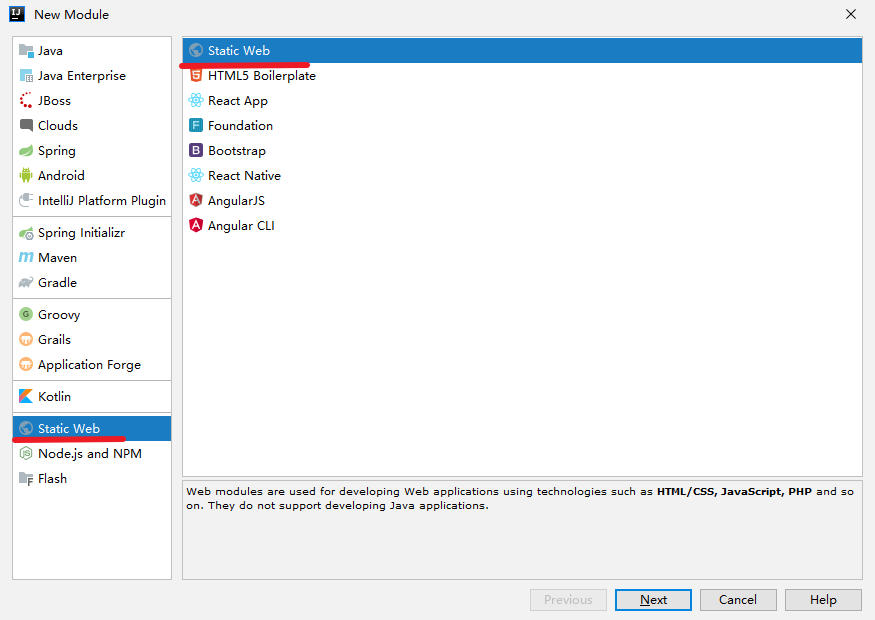 New Module
Java
Java Enterprise
JBoss
Clouds
Spring
Android
IntelliJ Platform Plugin
Spring Initializr
Maven
Gradle
Groovy
Grails
Application Forge
Kotlin
Static Web
Node.js and NPM
Flash
Static Web
HTML5 Boilerplate
React App
Foundation
Bootstrap
React Native
AngularJS
Angular CLI
Web modules are used for developing Web applications using technologies such as HTML/CSS, JavaScript, PHP and so
on. They do not support developing Java applications.
Previous
Next
Cancel
Help